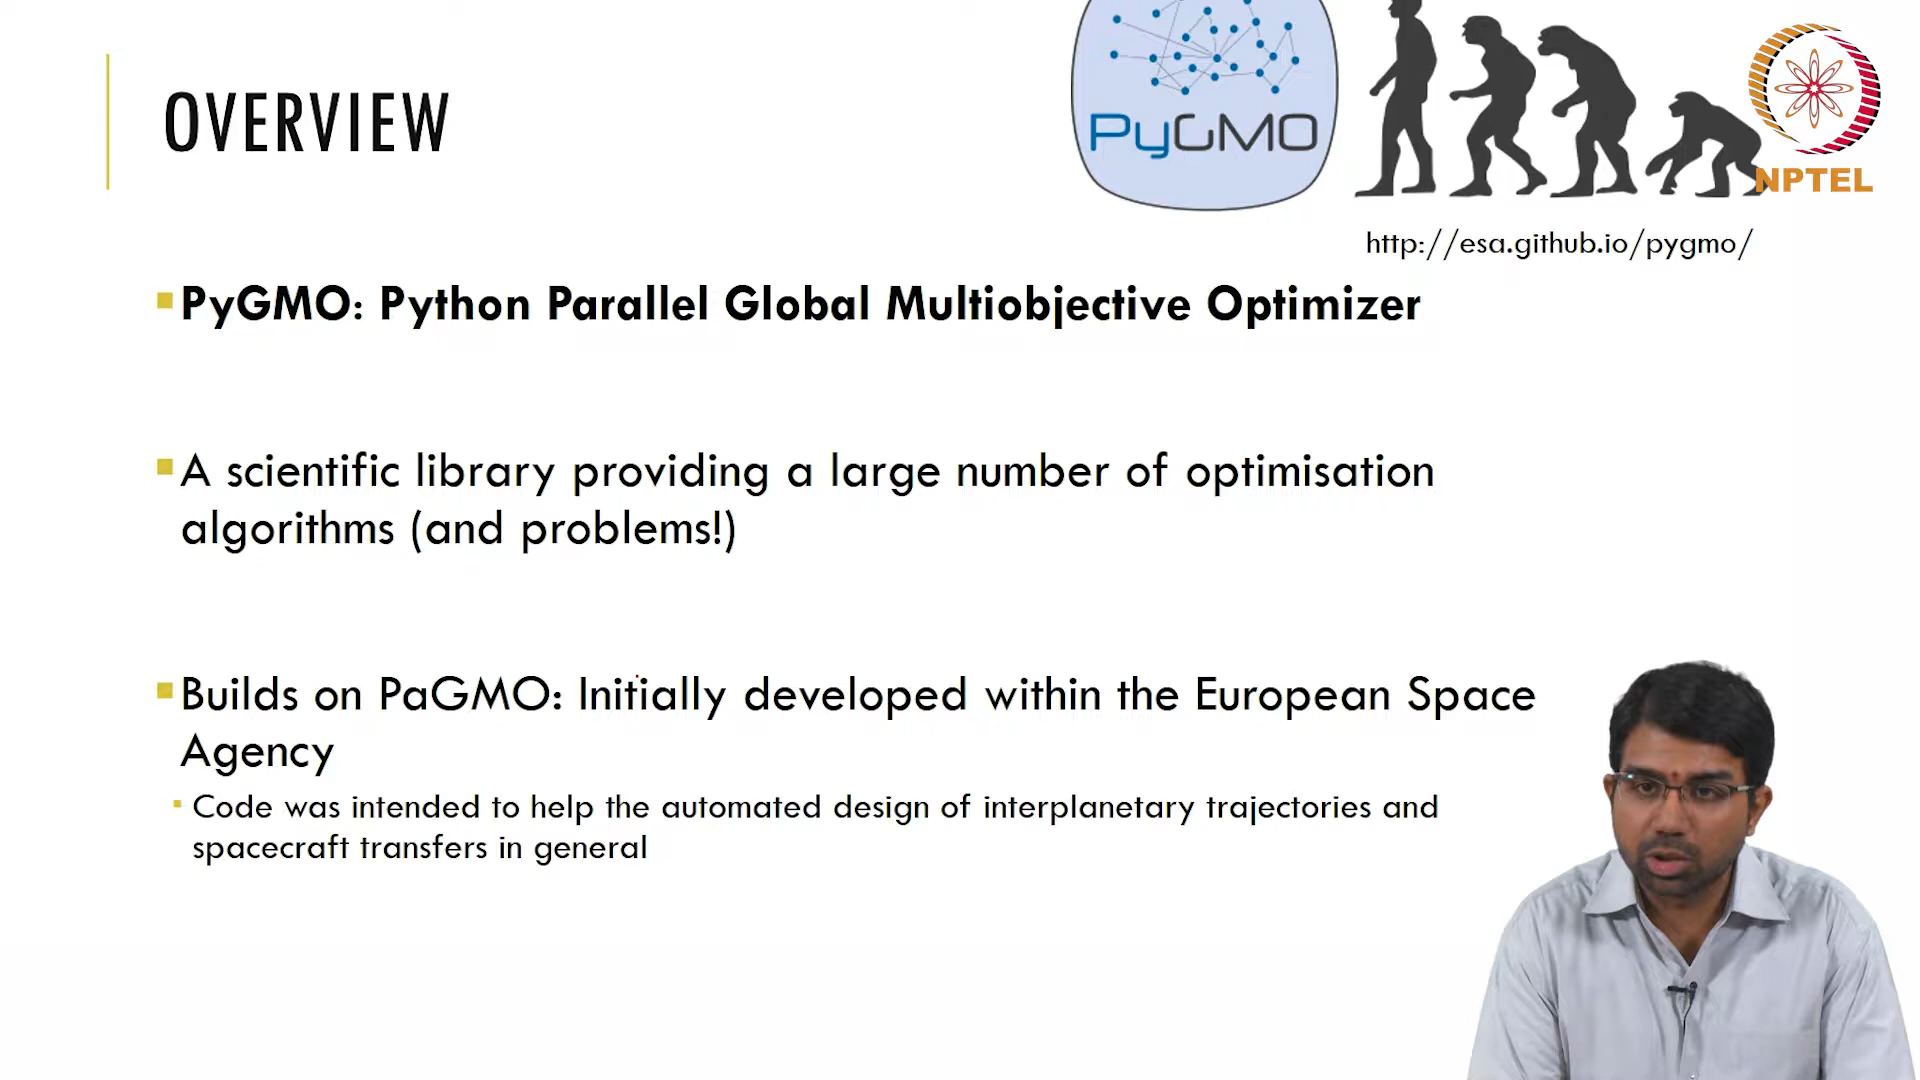 OVERVIEW
PyGMO
NPTEL
http://esa.github.io/pygmo/
PyGMO: Python Parallel Global Multiobjective Optimizer
A scientific library providing a large number of optimisation
algorithms (and problems!)
Builds on PaGMO: Initially developed within the European Space
Agency
Code was intended to help the automated design of interplanetary trajectories and
spacecraft transfers in general